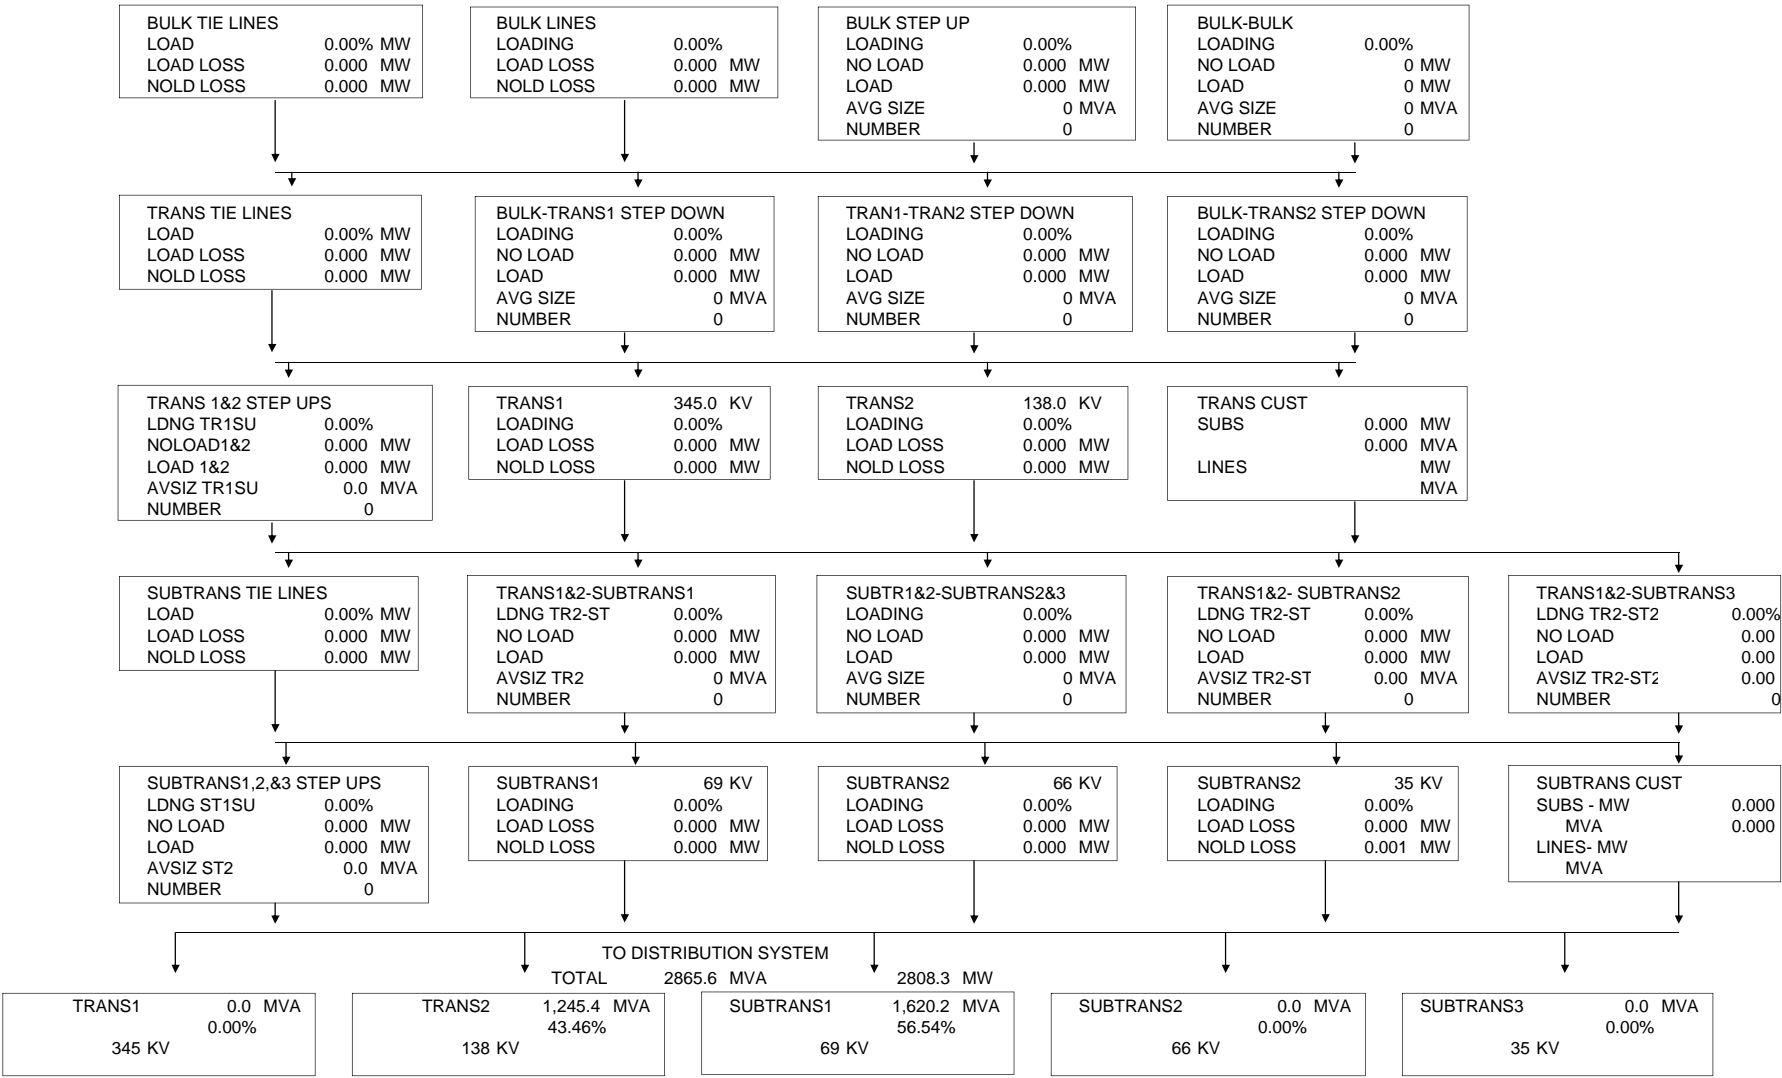 BULK TIE LINES
LOAD 0.00% MW
LOAD LOSS 0.000 MW
NOLD LOSS 0.000 MW
BULK LINES
LOADING 0.00%
LOAD LOSS 0.000 MW
NOLD LOSS 0.000 MW
BULK STEP UP
LOADING 0.00%
NO LOAD 0.000 MW
LOAD 0.000 MW
AVG SIZE 0 MVA
NUMBER 0
BULK-BULK
LOADING 0.00%
NO LOAD 0 MW
LOAD 0 MW
AVG SIZE 0 MVA
NUMBER 0
TRANS TIE LINES
LOAD 0.00% MW
LOAD LOSS 0.000 MW
NOLD LOSS 0.000 MW
BULK-TRANS1 STEP DOWN
LOADING 0.00%
NO LOAD 0.000 MW
LOAD 0.000 MW
AVG SIZE 0 MVA
NUMBER 0
TRAN1-TRAN2 STEP DOWN
LOADING 0.00%
NO LOAD 0.000 MW
LOAD 0.000 MW
AVG SIZE 0 MVA
NUMBER 0
BULK-TRANS2 STEP DOWN
LOADING 0.00%
NO LOAD 0.000 MW
LOAD 0.000 MW
AVG SIZE 0 MVA
NUMBER 0
TRANS 1&2 STEP UPS
LDNG TR1SU 0.00%
NOLOAD1&2 0.000 MW
LOAD 1&2 0.000 MW
AVSIZ TR1SU 0.0 MVA
NUMBER 0
TRANS1 345.0 KV
LOADING 0.00%
LOAD LOSS 0.000 MW
NOLD LOSS 0.000 MW
TRANS2 138.0 KV
LOADING 0.00%
LOAD LOSS 0.000 MW
NOLD LOSS 0.000 MW
TRANS CUST
SUBS 0.000 MW
0.000 MVA
LINES MW
MVA
SUBTRANS TIE LINES
LOAD 0.00% MW
LOAD LOSS 0.000 MW
NOLD LOSS 0.000 MW
TRANS1&2-SUBTRANS1
LDNG TR2-ST 0.00%
NO LOAD 0.000 MW
LOAD 0.000 MW
AVSIZ TR2 0 MVA
NUMBER 0
SUBTR1&2-SUBTRANS2&3
LOADING 0.00%
NO LOAD 0.000 MW
LOAD 0.000 MW
AVG SIZE 0 MVA
NUMBER 0
TRANS1&2- SUBTRANS2
LDNG TR2-ST 0.00%
NO LOAD 0.000 MW
LOAD 0.000 MW
AVSIZ TR2-ST 0.00 MVA
NUMBER 0
TRANS1&2-SUBTRANS3
LDNG TR2-ST2 0.00%
NO LOAD 0.00
LOAD 0.00
AVSIZ TR2-ST2 0.00
NUMBER 0
SUBTRANS1,2,&3 STEP UPS
LDNG ST1SU 0.00%
NO LOAD 0.000 MW
LOAD 0.000 MW
AVSIZ ST2 0.0 MVA
NUMBER 0
SUBTRANS1 69 KV
LOADING 0.00%
LOAD LOSS 0.000 MW
NOLD LOSS 0.000 MW
SUBTRANS2 66 KV
LOADING 0.00%
LOAD LOSS 0.000 MW
NOLD LOSS 0.000 MW
SUBTRANS2 35 KV
LOADING 0.00%
LOAD LOSS 0.000 MW
NOLD LOSS 0.001 MW
SUBTRANS CUST
SUBS - MW 0.000
MVA 0.000
LINES- MW
MVA
TO DISTRIBUTION SYSTEM
TOTAL 2865.6 MVA 2808.3 MW
TRANS1 0.0 MVA
0.00%
345 KV
TRANS2 1,245.4 MVA
43.46%
138 KV
SUBTRANS1 1,620.2 MVA
56.54%
69 KV
SUBTRANS2 0.0 MVA
0.00%
66 KV
SUBTRANS3 0.0 MVA
0.00%
35 KV